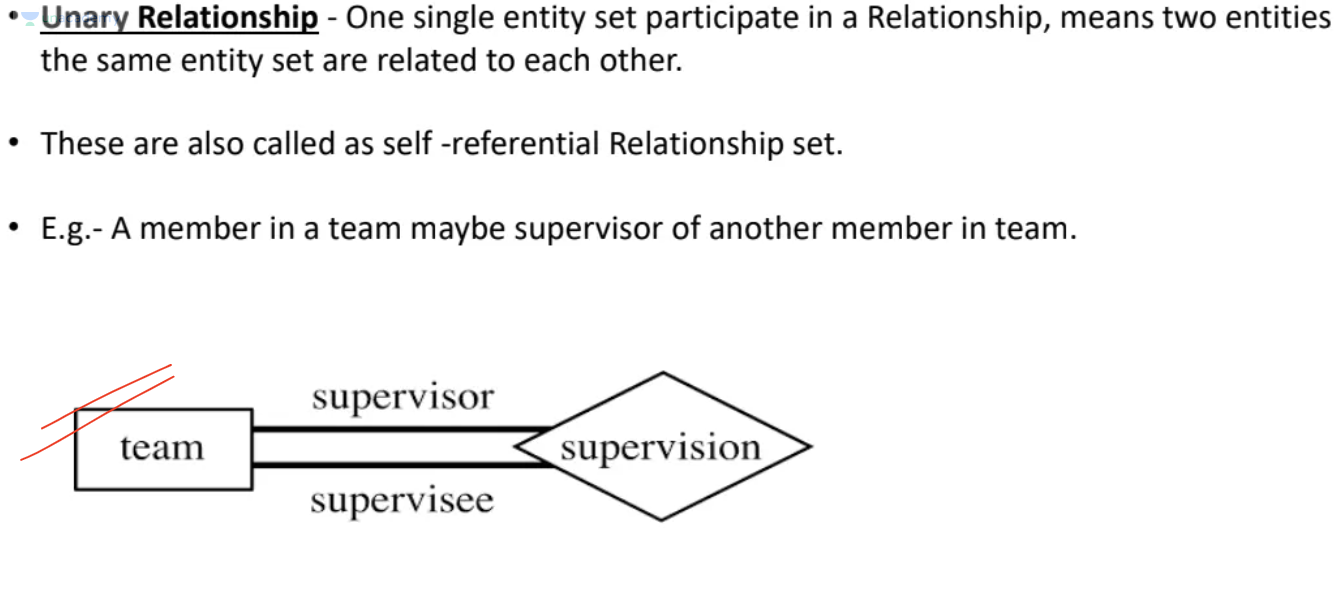 • Unary Relationship - One single entity set participate in a Relationship, means two entities
the same entity set are related to each other.
• These are also called as self -referential Relationship set.
• E.g.- A member in a team maybe supervisor of another member in team.
supervisor
team
supervision
supervisee